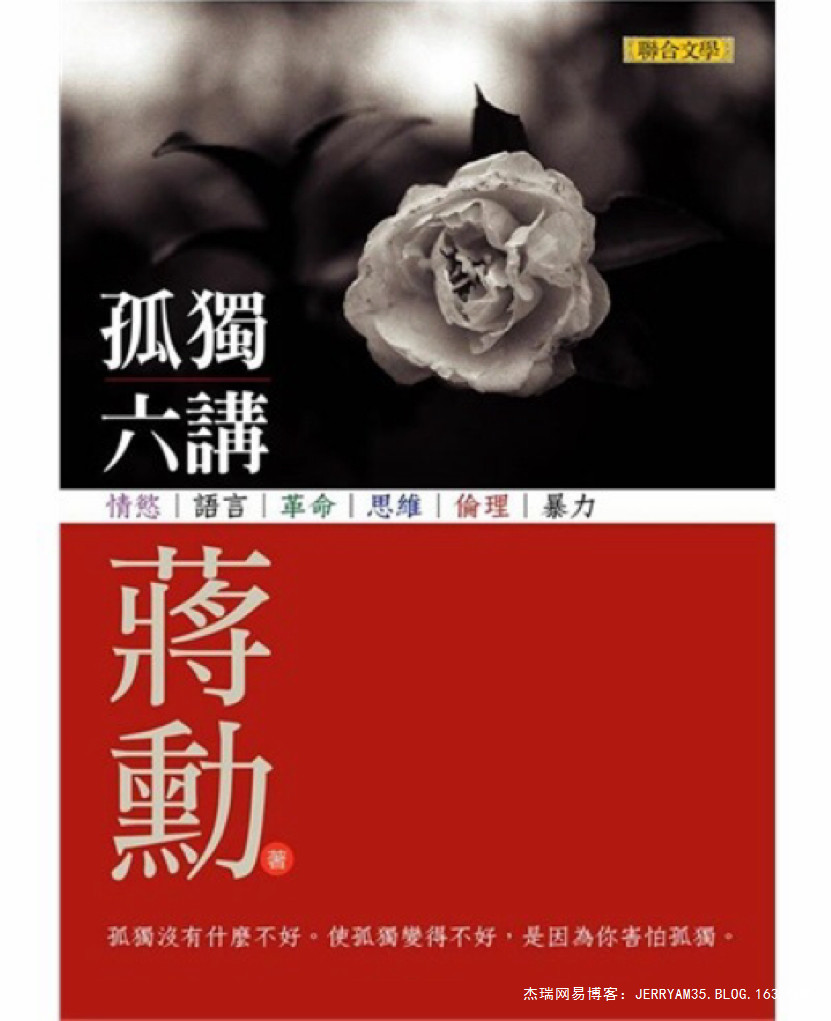 聯合文學
孤獨
六講
情慾｜語言｜革命｜思維｜倫理｜暴力
蔣
勳
著
孤獨沒有什麼不好。使孤獨變得不好，是因為你害怕孤獨。
杰瑞网易博客：JERRYAM35.BLOG.163